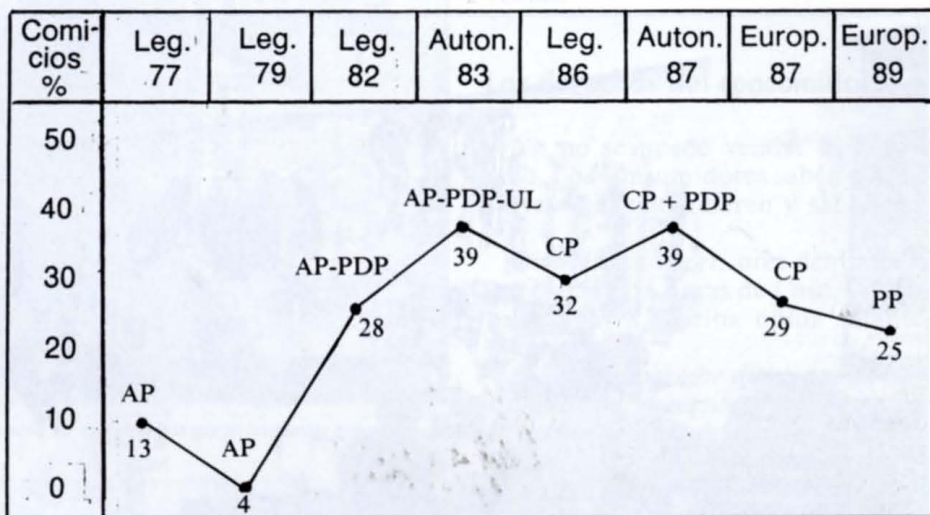 Comi-
cios
%
Leg.
77
Leg.
79
Leg.
82
Auton.
83
Leg.
86
Auton.
87
Europ.
87
Europ.
89
50
40
30
20
10
0
AP
13
AP
4
AP-PDP
28
AP-PDP-UL
39
CP
32
CP + PDP
39
CP
29
PP
25